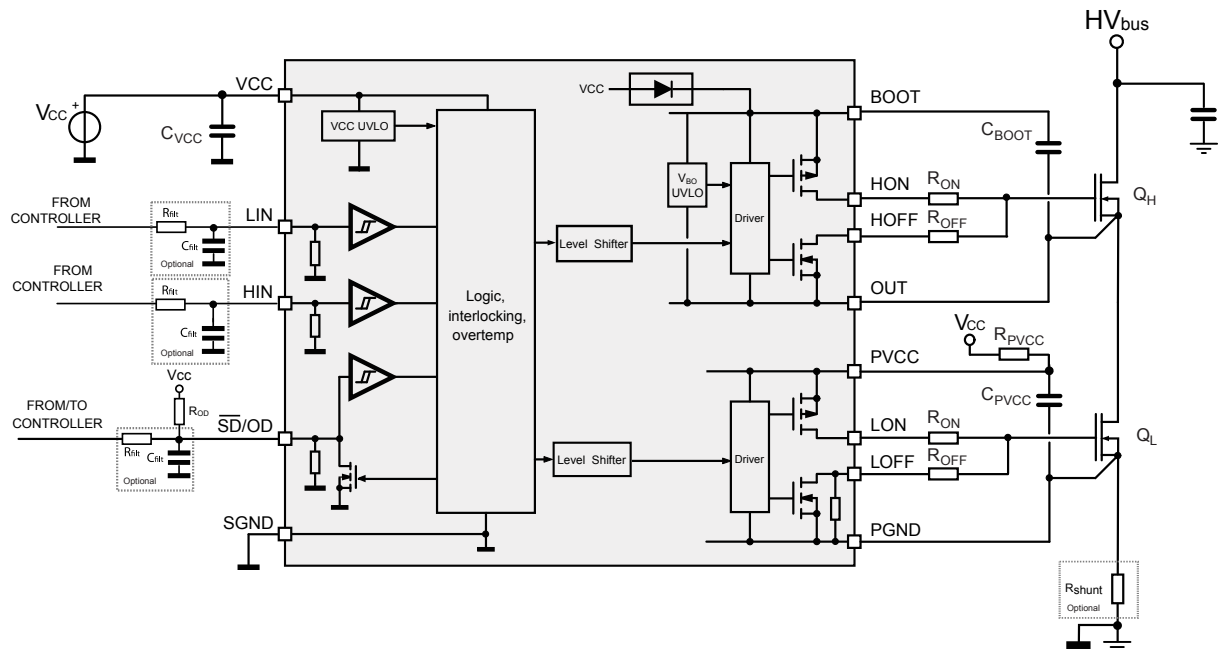 HVbus
VCC
VCC
+
CVCC
VCC UVLO
VCC
BOOT
CBOOT
FROM
CONTROLLER
Rfilt
Cfilt
Optional
LIN
VBO
UVLO
Driver
HON
RON
QH
HOFF
ROFF
Level Shifter
FROM
CONTROLLER
Rfilt
Cfilt
Optional
HIN
Logic,
interlocking,
overtemp
OUT
VCC
RPVCC
PVCC
CPVCC
Vcc
ROD
FROM/TO
CONTROLLER
Rfilt
Cfilt
Optional
S̅D̅/OD
Level Shifter
Driver
LON
RON
QL
LOFF
ROFF
SGND
PGND
Rshunt
Optional